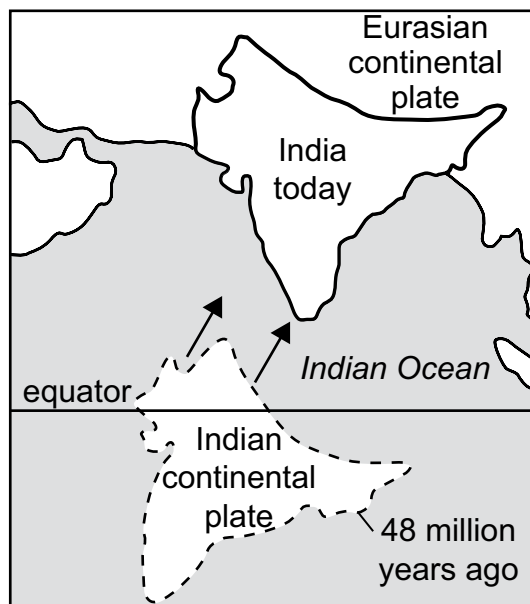 Eurasian
continental
plate
India
today
Indian Ocean
equator
Indian
continental
plate
48 million
years ago